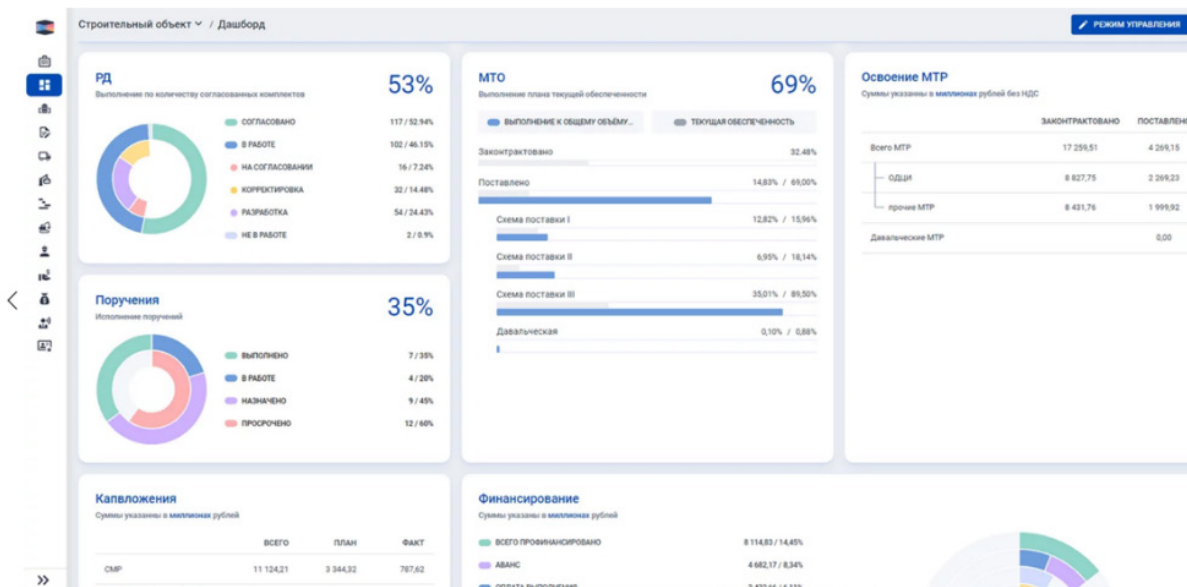 Строительный объект / Дашборд
РЕЖИМ УПРАВЛЕНИЯ
РД
53%
Выполнение по количеству согласованных комплектов
СОГЛАСОВАНО 117 / 52.94%
В РАБОТЕ 102 / 46.15%
НА СОГЛАСОВАНИИ 16 / 7.24%
КОРРЕКТИРОВКА 32 / 14.48%
РАЗРАБОТКА 54 / 24.43%
НЕ В РАБОТЕ 2 / 0.9%
Поручения
35%
Исполнение поручений
ВЫПОЛНЕНО 7 / 35%
В РАБОТЕ 4 / 20%
НАЗНАЧЕНО 9 / 45%
ПРОСРОЧЕНО 12 / 60%
МТО
69%
Выполнение плана текущей обеспеченности
ВЫПОЛНЕНИЕ К ОБЩЕМУ ОБЪЁМУ... ТЕКУЩАЯ ОБЕСПЕЧЕННОСТЬ
Законтрактовано 32.48%
Поставлено 14,83% / 69,00%
Схема поставки I 12,82% / 15,96%
Схема поставки II 6,95% / 18,14%
Схема поставки III 35,01% / 89,50%
Давальческая 0,10% / 0,88%
Освоение МТР
Суммы указанны в миллионах рублей без НДС
ЗАКОНТРАКТОВАНО ПОСТАВЛЕНО
Всего МТР 17 259,51 4 269,15
ОДЦИ 8 827,75 2 269,23
прочие МТР 8 431,76 1 999,92
Давальческие МТР 0,00
Капвложения
Суммы указанны в миллионах рублей
ВСЕГО ПЛАН ФАКТ
СМР 11 124,21 3 344,32 787,62
Финансирование
Суммы указаны в миллионах рублей
ВСЕГО ПРОФИНАНСИРОВАНО 8 114,83 / 14,45%
АВАНС 4 682,17 / 8,34%